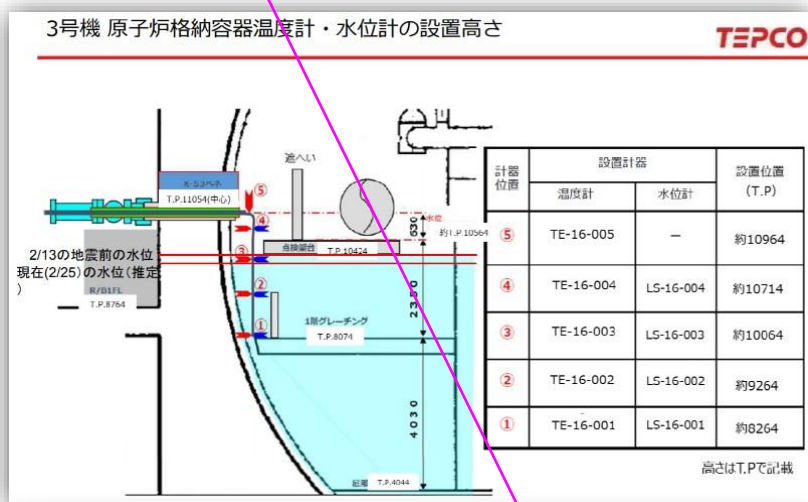 3号機 原子炉格納容器温度計・水位計の設置高さ
TEPCO
遮へい
X-53ペネ
T.P.11054(中心)
⑤
④
630
水位
約T.P.10564
点検架台
T.P.10424
2/13の地震前の水位
現在(2/25)の水位(推定
)
③
R/B1FL
T.P.8764
②
2350
①
1階グレーチング
T.P.8074
4030
T.P.4044
計器位置
設置計器
設置位置(T.P)
温度計
水位計
⑤ TE-16-005 – 約10964
④ TE-16-004 LS-16-004 約10714
③ TE-16-003 LS-16-003 約10064
② TE-16-002 LS-16-002 約9264
① TE-16-001 LS-16-001 約8264
高さはT.Pで記載